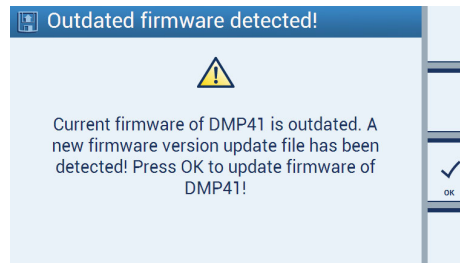 Outdated firmware detected!
Current firmware of DMP41 is outdated. A
new firmware version update file has been
detected! Press OK to update firmware of
DMP41!
OK